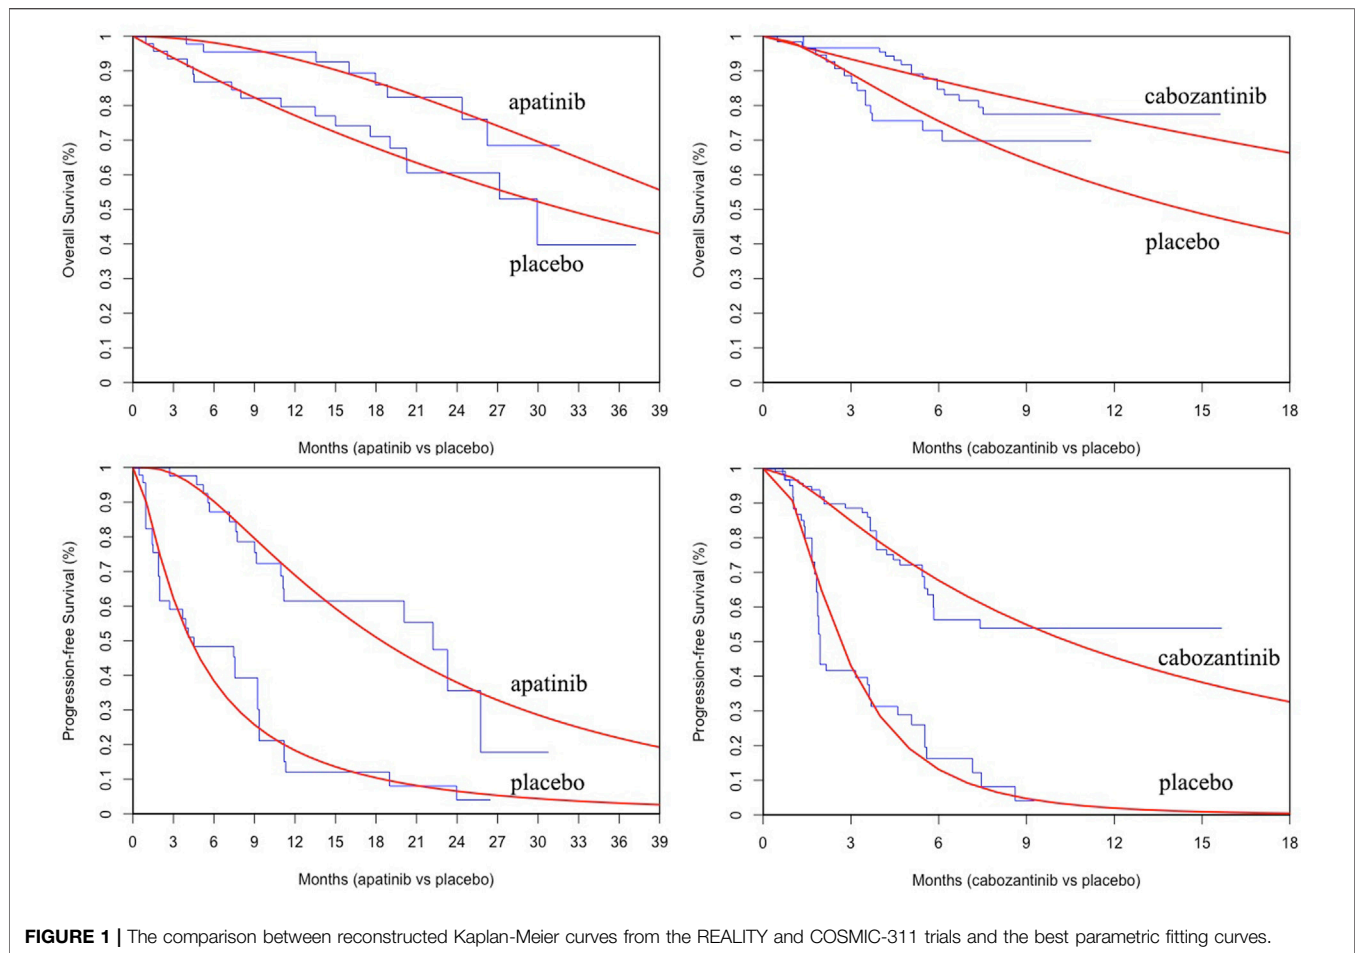 1
0.9
0.8
0.7
0.6
0.5
0.4
0.3
0.2
0.1
0
Overall Survival (%)
apatinib
placebo
0 3 6 9 12 15 18 21 24 27 30 33 36 39
Months (apatinib vs placebo)
1
0.9
0.8
0.7
0.6
0.5
0.4
0.3
0.2
0.1
0
Overall Survival (%)
cabozantinib
placebo
0 3 6 9 12 15 18
Months (cabozantinib vs placebo)
1
0.9
0.8
0.7
0.6
0.5
0.4
0.3
0.2
0.1
0
Progression-free Survival (%)
apatinib
placebo
0 3 6 9 12 15 18 21 24 27 30 33 36 39
Months (apatinib vs placebo)
1
0.9
0.8
0.7
0.6
0.5
0.4
0.3
0.2
0.1
0
Progression-free Survival (%)
cabozantinib
placebo
0 3 6 9 12 15 18
Months (cabozantinib vs placebo)
FIGURE 1 | The comparison between reconstructed Kaplan-Meier curves from the REALITY and COSMIC-311 trials and the best parametric fitting curves.